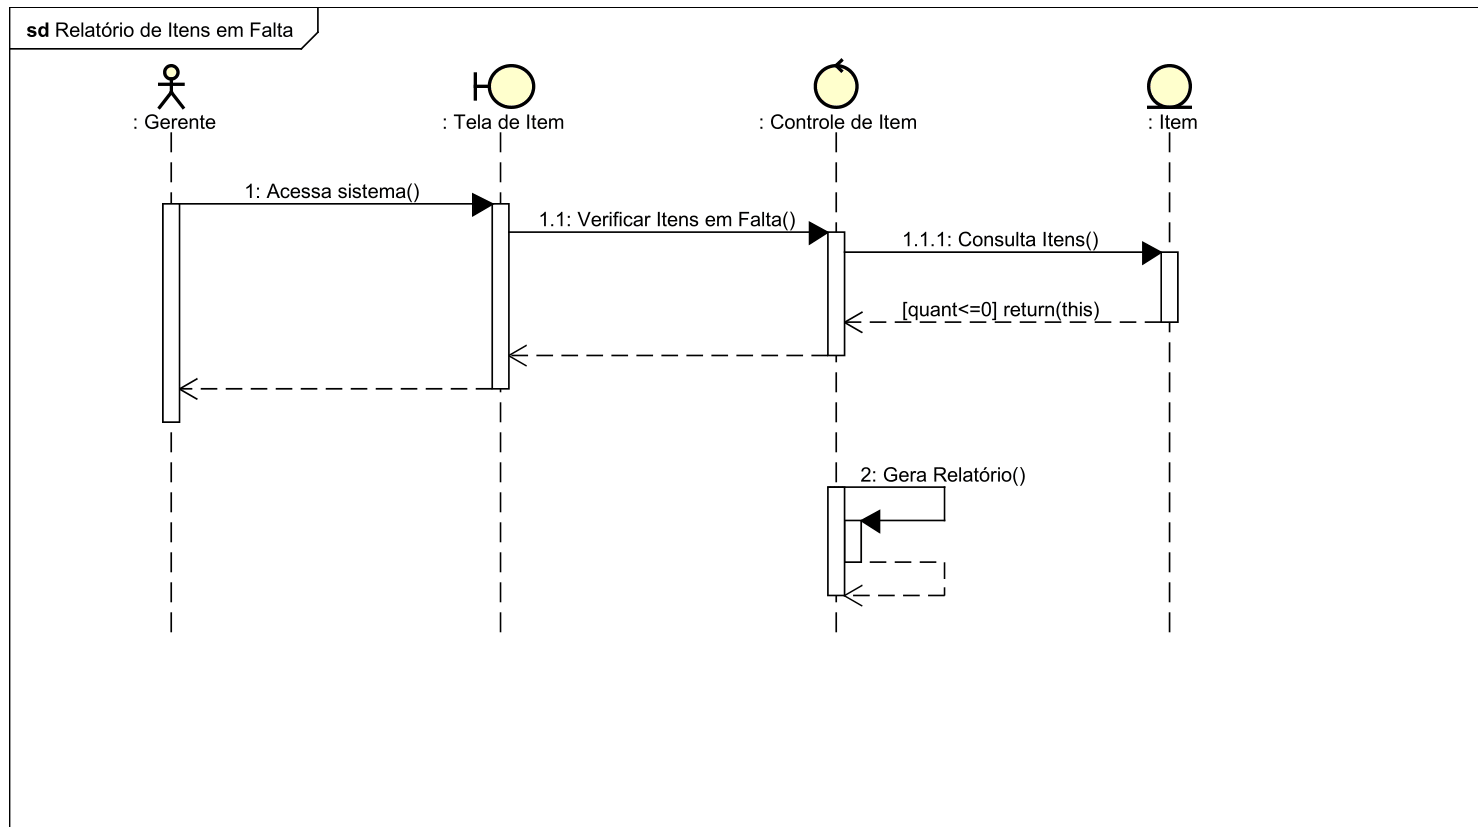 sd Relatório de Itens em Falta
: Gerente
: Tela de Item
: Controle de Item
: Item
1: Acessa sistema()
1.1: Verificar Itens em Falta()
1.1.1: Consulta Itens()
[quant<=0] return(this)
2: Gera Relatório()